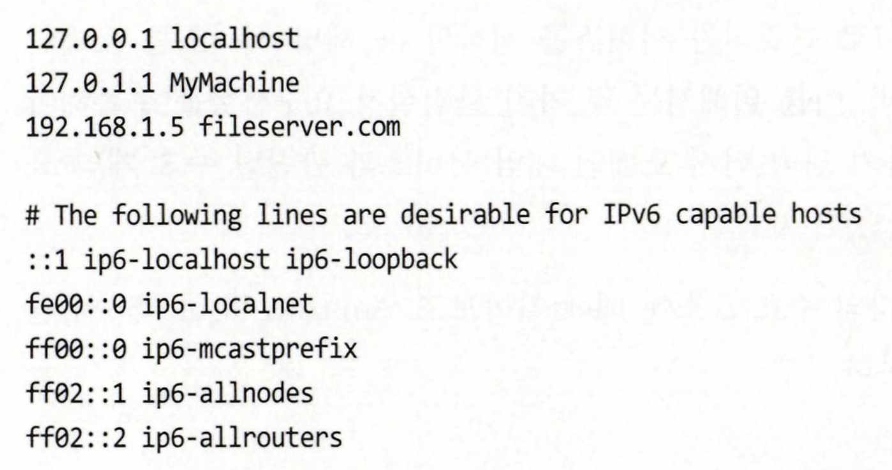 127.0.0.1 localhost
127.0.1.1 MyMachine
192.168.1.5 fileserver.com
# The following lines are desirable for IPv6 capable hosts
::1 ip6-localhost ip6-loopback
fe00::0 ip6-localnet
ff00::0 ip6-mcastprefix
ff02::1 ip6-allnodes
ff02::2 ip6-allrouters